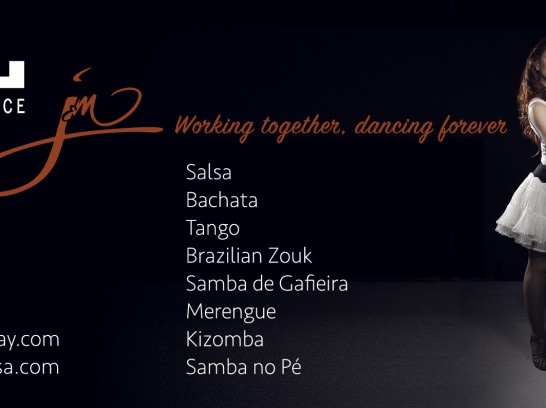 CE
J&M
Working together, dancing forever
Salsa
Bachata
Tango
Brazilian Zouk
Samba de Gafieira
Merengue
Kizomba
Samba no Pé
ay.com
sa.com